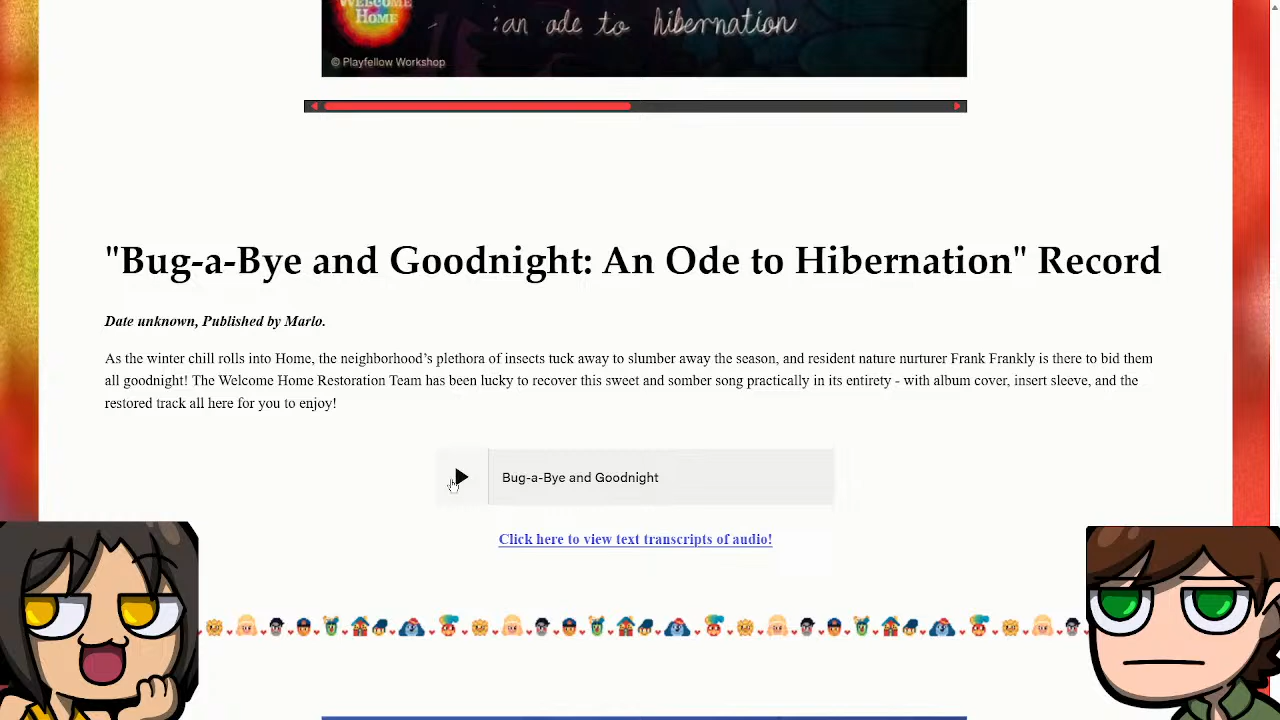 WELCOME
HOME
:an ode to hibernation
© Playfellow Workshop
"Bug-a-Bye and Goodnight: An Ode to Hibernation" Record
Date unknown, Published by Marlo.
As the winter chill rolls into Home, the neighborhood’s plethora of insects tuck away to slumber away the season, and resident nature nurturer Frank Frankly is there to bid them
all goodnight! The Welcome Home Restoration Team has been lucky to recover this sweet and somber song practically in its entirety - with album cover, insert sleeve, and the
restored track all here for you to enjoy!
Bug-a-Bye and Goodnight
Click here to view text transcripts of audio!